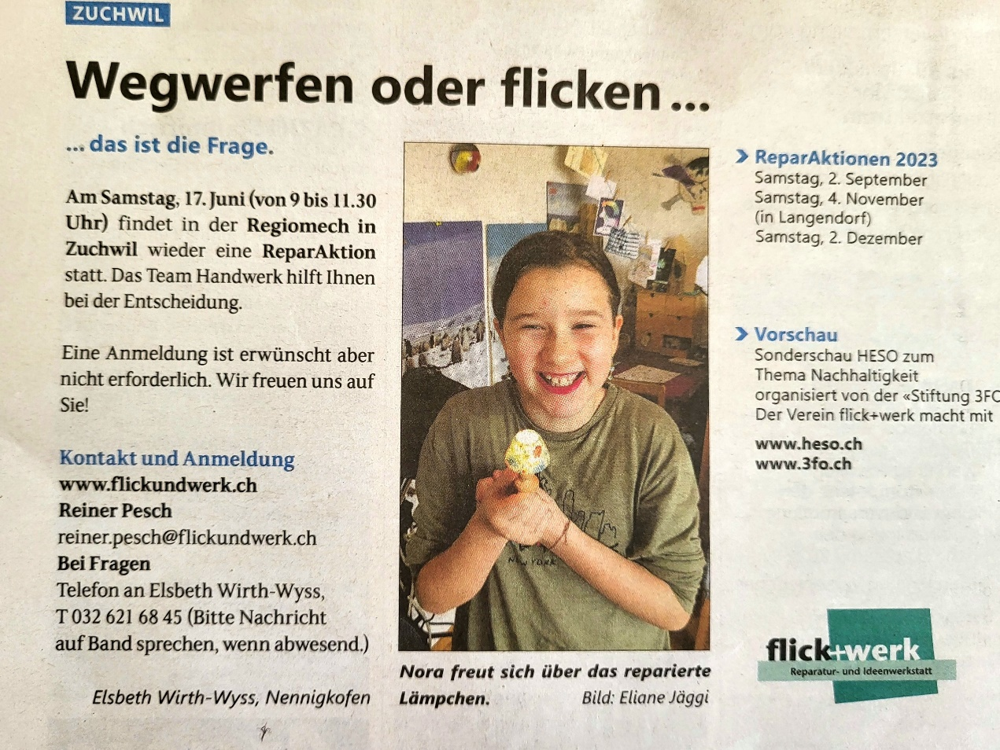 ZUCHWIL
Wegwerfen oder flicken ...
... das ist die Frage.
Am Samstag, 17. Juni (von 9 bis 11.30
Uhr) findet in der Regiomech in
Zuchwil wieder eine ReparAktion
statt. Das Team Handwerk hilft Ihnen
bei der Entscheidung.
Eine Anmeldung ist erwünscht aber
nicht erforderlich. Wir freuen uns auf
Sie!
Kontakt und Anmeldung
www.flickundwerk.ch
Reiner Pesch
reiner.pesch@flickundwerk.ch
Bei Fragen
Telefon an Elsbeth Wirth-Wyss,
T 032 621 68 45 (Bitte Nachricht
auf Band sprechen, wenn abwesend.)
Elsbeth Wirth-Wyss, Nennigkofen
NEW YORK
Nora freut sich über das reparierte
Lämpchen. Bild: Eliane Jäggi
ReparAktionen 2023
Samstag, 2. September
Samstag, 4. November
(in Langendorf)
Samstag, 2. Dezember
Vorschau
Sonderschau HESO zum
Thema Nachhaltigkeit
organisiert von der «Stiftung 3FO
Der Verein flick+werk macht mit
www.heso.ch
www.3fo.ch
flick+werk
Reparatur- und Ideenwerkstatt